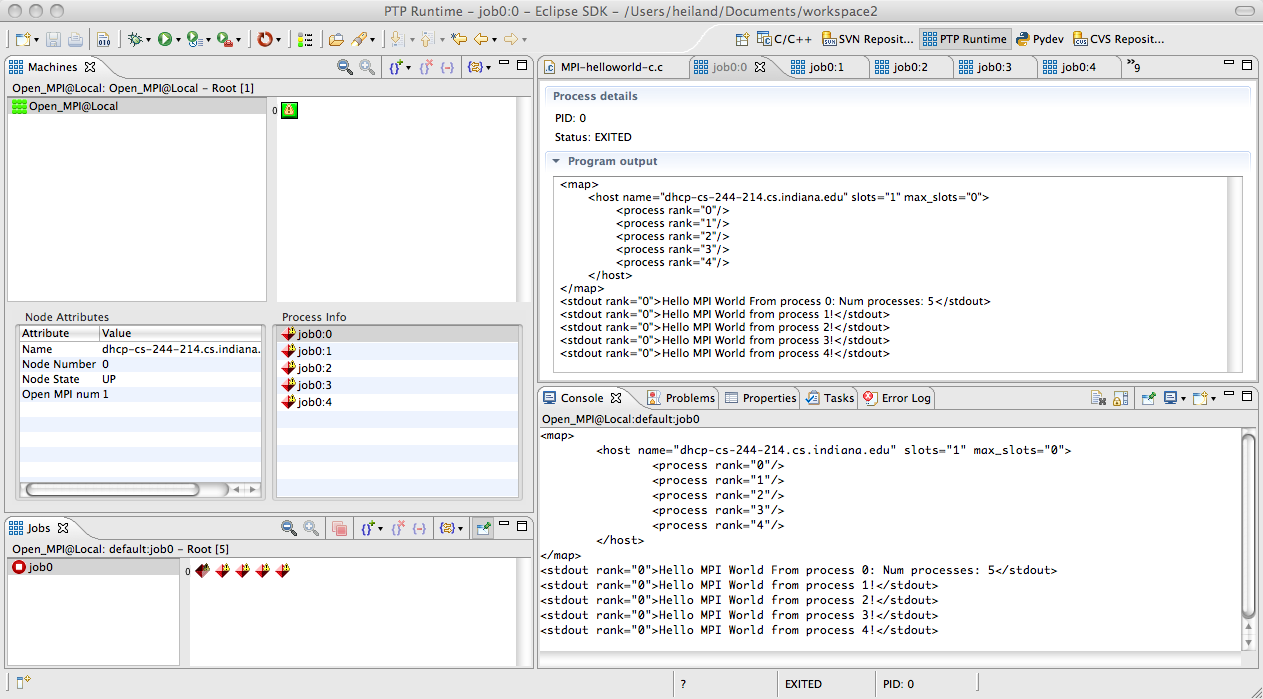 PTP Runtime - job0:0 - Eclipse SDK - /Users/heiland/Documents/workspace2
010
C/C++ SVN Reposit... PTP Runtime Pydev CVS Reposit...
Machines
Open_MPI@Local: Open_MPI@Local - Root [1]
Open_MPI@Local
0
Node Attributes
Attribute Value
Name dhcp-cs-244-214.cs.indiana.
Node Number 0
Node State UP
Open MPI num 1
Process Info
job0:0
job0:1
job0:2
job0:3
job0:4
Jobs
Open_MPI@Local: default:job0 - Root [5]
job0
0
MPI-helloworld-c.c job0:0 job0:1 job0:2 job0:3 job0:4 »9
Process details
PID: 0
Status: EXITED
Program output
<map>
<host name="dhcp-cs-244-214.cs.indiana.edu" slots="1" max_slots="0">
<process rank="0"/>
<process rank="1"/>
<process rank="2"/>
<process rank="3"/>
<process rank="4"/>
</host>
</map>
<stdout rank="0">Hello MPI World From process 0: Num processes: 5</stdout>
<stdout rank="0">Hello MPI World from process 1!</stdout>
<stdout rank="0">Hello MPI World from process 2!</stdout>
<stdout rank="0">Hello MPI World from process 3!</stdout>
<stdout rank="0">Hello MPI World from process 4!</stdout>
Console Problems Properties Tasks Error Log
Open_MPI@Local:default:job0
<map>
<host name="dhcp-cs-244-214.cs.indiana.edu" slots="1" max_slots="0">
<process rank="0"/>
<process rank="1"/>
<process rank="2"/>
<process rank="3"/>
<process rank="4"/>
</host>
</map>
<stdout rank="0">Hello MPI World From process 0: Num processes: 5</stdout>
<stdout rank="0">Hello MPI World from process 1!</stdout>
<stdout rank="0">Hello MPI World from process 2!</stdout>
<stdout rank="0">Hello MPI World from process 3!</stdout>
<stdout rank="0">Hello MPI World from process 4!</stdout>
? EXITED PID: 0